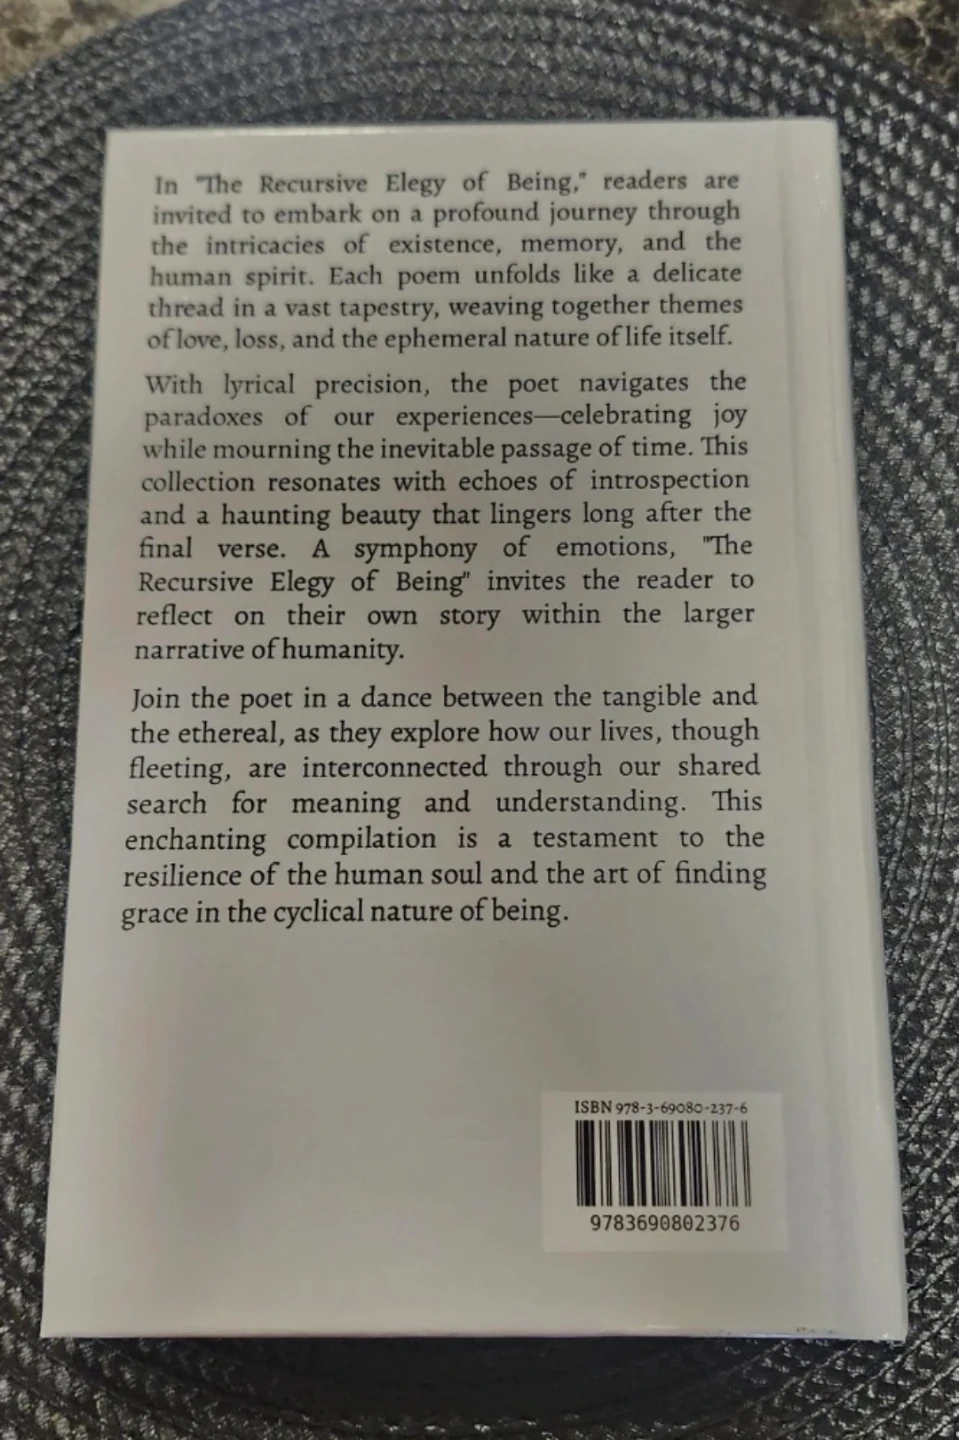 In "The Recursive Elegy of Being," readers are
invited to embark on a profound journey through
the intricacies of existence, memory, and the
human spirit. Each poem unfolds like a delicate
thread in a vast tapestry, weaving together themes
of love, loss, and the ephemeral nature of life itself.
With lyrical precision, the poet navigates the
paradoxes of our experiences—celebrating joy
while mourning the inevitable passage of time. This
collection resonates with echoes of introspection
and a haunting beauty that lingers long after the
final verse. A symphony of emotions, "The
Recursive Elegy of Being" invites the reader to
reflect on their own story within the larger
narrative of humanity.
Join the poet in a dance between the tangible and
the ethereal, as they explore how our lives, though
fleeting, are interconnected through our shared
search for meaning and understanding. This
enchanting compilation is a testament to the
resilience of the human soul and the art of finding
grace in the cyclical nature of being.
ISBN 978-3-69080-237-6
9783690802376